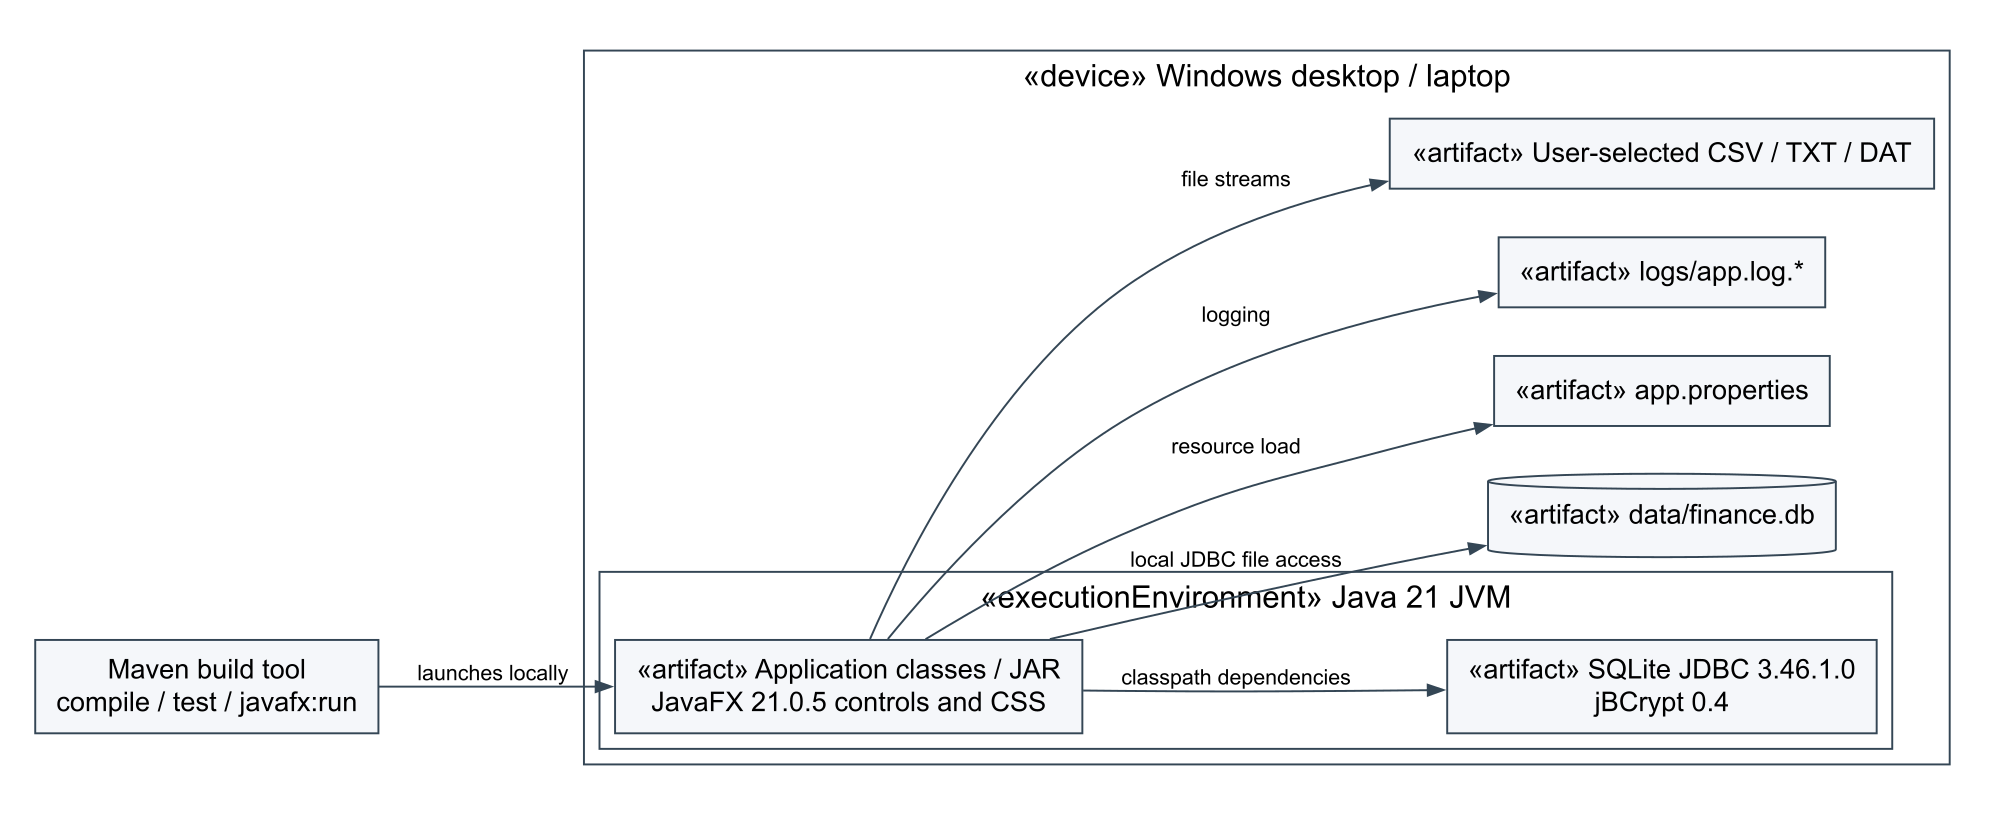 «device» Windows desktop / laptop
«artifact» User-selected CSV / TXT / DAT
file streams
«artifact» logs/app.log.*
logging
«artifact» app.properties
resource load
«artifact» data/finance.db
local JDBC file access
«executionEnvironment» Java 21 JVM
Maven build tool
compile / test / javafx:run
launches locally
«artifact» Application classes / JAR
JavaFX 21.0.5 controls and CSS
classpath dependencies
«artifact» SQLite JDBC 3.46.1.0
jBCrypt 0.4